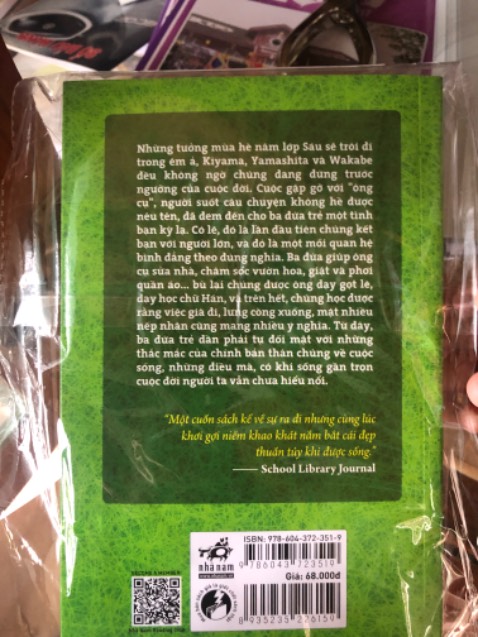 Những tưởng mùa hè năm lớp Sáu sẽ trôi đi
trong êm ả, Kiyama, Yamashita và Wakabe
đều không ngờ chúng đang đứng trước
ngưỡng của cuộc đời. Cuộc gặp gỡ với "ông
cụ", người suốt câu chuyện không hề được
nêu tên, đã đem đến cho ba đứa trẻ một tình
bạn kỳ lạ. Có lẽ, đó là lần đầu tiên chúng kết
bạn với người lớn, và đó là một mối quan hệ
bình đẳng theo đúng nghĩa. Ba đứa giúp ông
cụ sửa nhà, chăm sóc vườn hoa, giặt và phơi
quần áo... bù lại chúng được ông dạy gọt lê,
dạy học chữ Hán, và trên hết, chúng học được
rằng việc già đi, lưng còng xuống, mặt nhiều
nếp nhăn cũng mang nhiều ý nghĩa. Từ đây,
ba đứa trẻ dần phải tự đối mặt với những
thắc mắc của chính bản thân chúng về cuộc
sống, những điều mà, có khi sống gần trọn
cuộc đời người ta vẫn chưa hiểu nổi.
"Một cuốn sách kể về sự ra đi nhưng cùng lúc
khơi gợi niềm khao khát nắm bắt cái đẹp
thuần túy khi được sống."
—— School Library Journal
ISBN: 978-604-372-351-9
9 786043 723519
Giá: 68.000đ
nhã nam
www.nhanam.vn
8 935235 226159